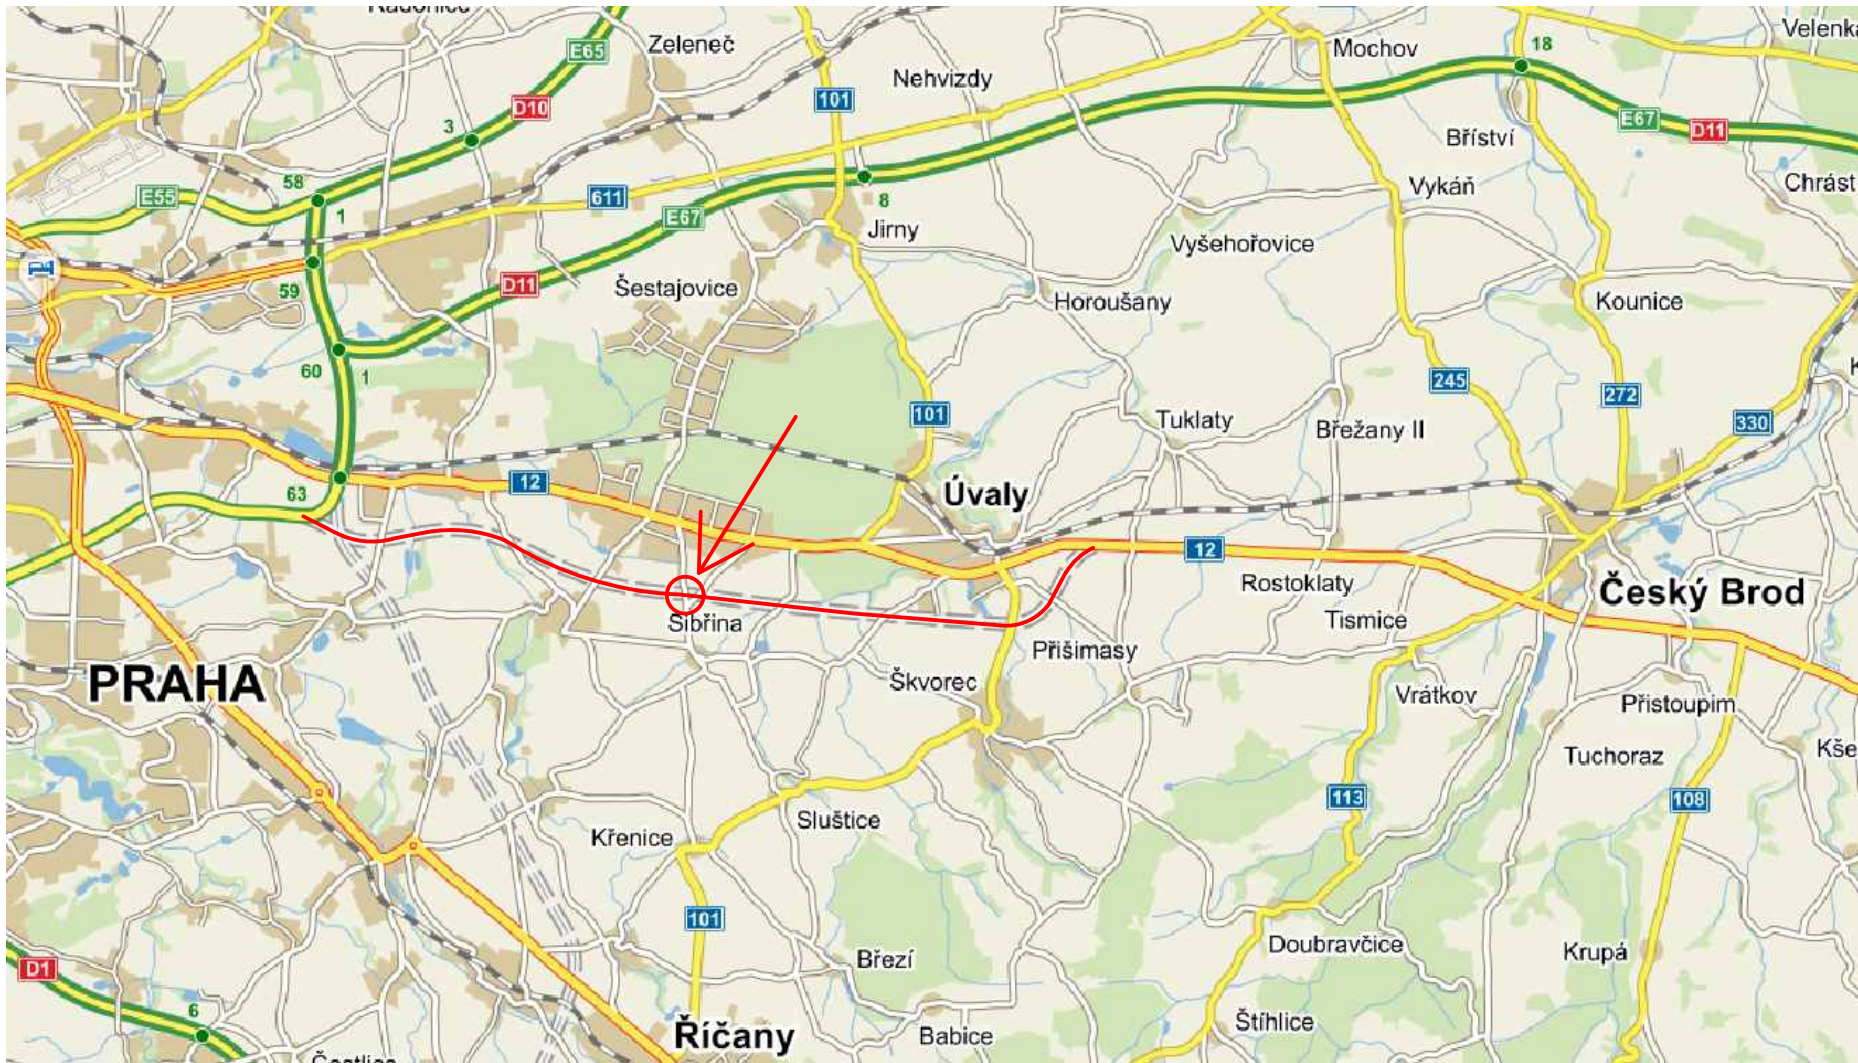 Radonice
Velenka
E65
Zeleneč
Mochov
18
Nehvizdy
D10
101
E67
D11
3
Bříství
58
E55
1
611
Vykáň
Chrást
8
E67
Jirny
Vyšehořovice
59
D11
Šestajovice
Horoušany
Kounice
60
1
245
272
101
Tuklaty
Břežany II
330
12
63
Úvaly
12
Rostoklaty
Český Brod
Sibřina
Tismice
Přišimasy
PRAHA
Škvorec
Vrátkov
Přistoupim
Tuchoraz
Kše
113
108
Sluštice
Křenice
101
Doubravčice
Krupá
Březí
D1
6
Štíhlice
Říčany
Babice